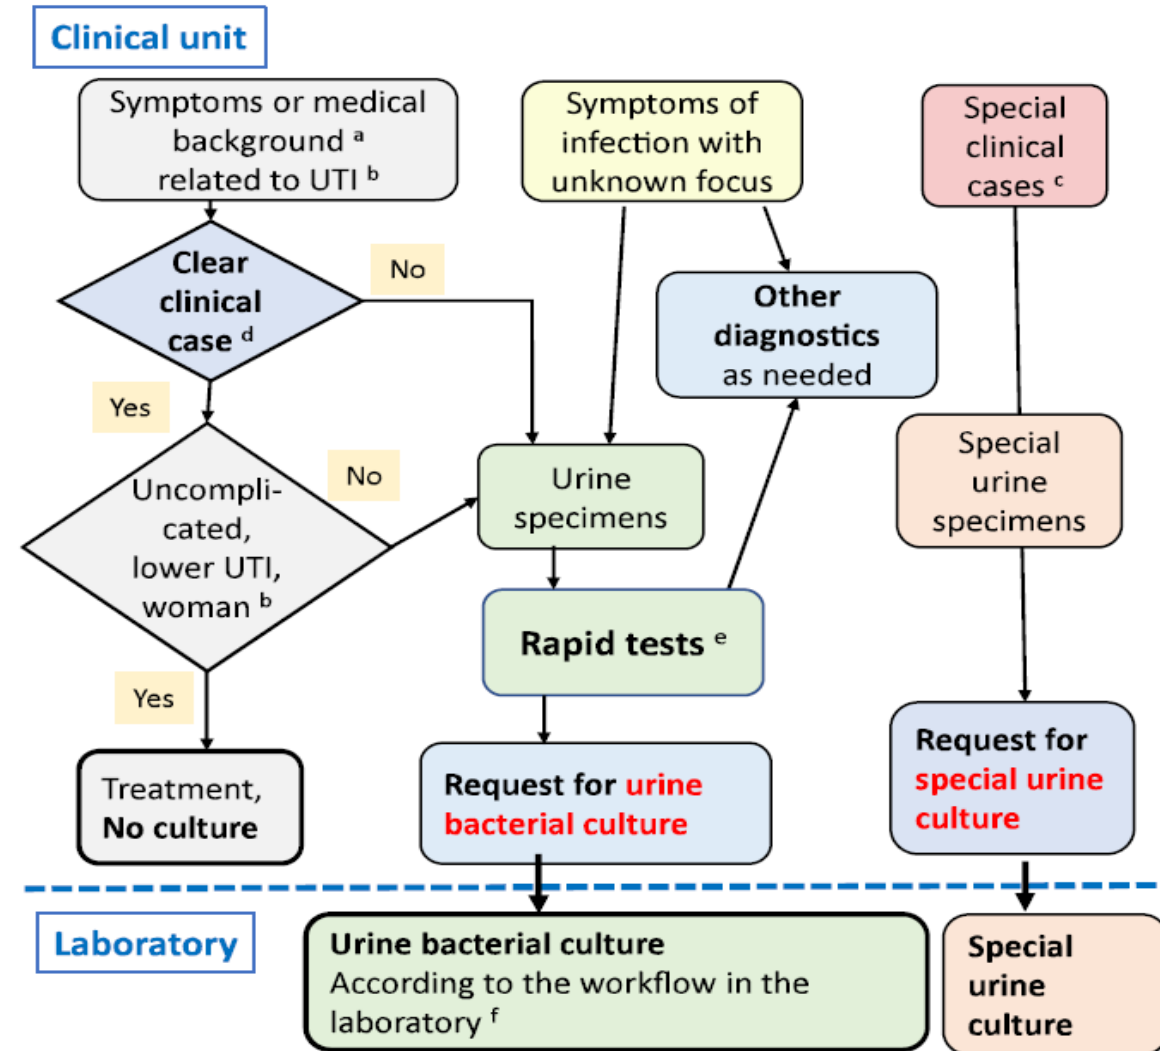 Clinical unit
Symptoms or medical
background a
related to UTI b
Symptoms of
infection with
unknown focus
Special
clinical
cases c
Clear
clinical
case d
No
Other
diagnostics
as needed
Yes
Uncompli-
cated,
lower UTI,
woman b
No
Urine
specimens
Special
urine
specimens
Rapid tests e
Yes
Treatment,
No culture
Request for urine
bacterial culture
Request for
special urine
culture
Laboratory
Urine bacterial culture
According to the workflow in the
laboratory f
Special
urine
culture